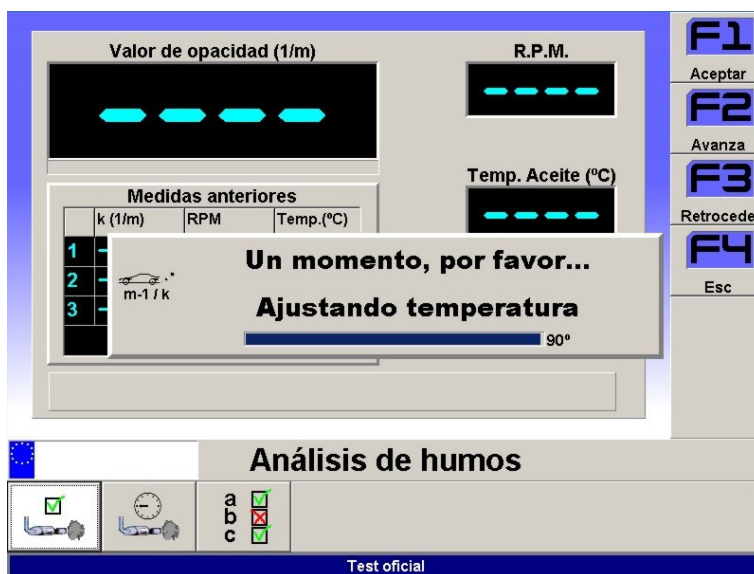 Valor de opacidad (1/m)
R.P.M.
Temp. Aceite (ºC)
Medidas anteriores
k (1/m) RPM Temp.(ºC)
1
2
3
Un momento, por favor...
m-1 / k
Ajustando temperatura
90º
F1
Aceptar
F2
Avanza
F3
Retrocede
F4
Esc
Análisis de humos
a
b
c
Test oficial